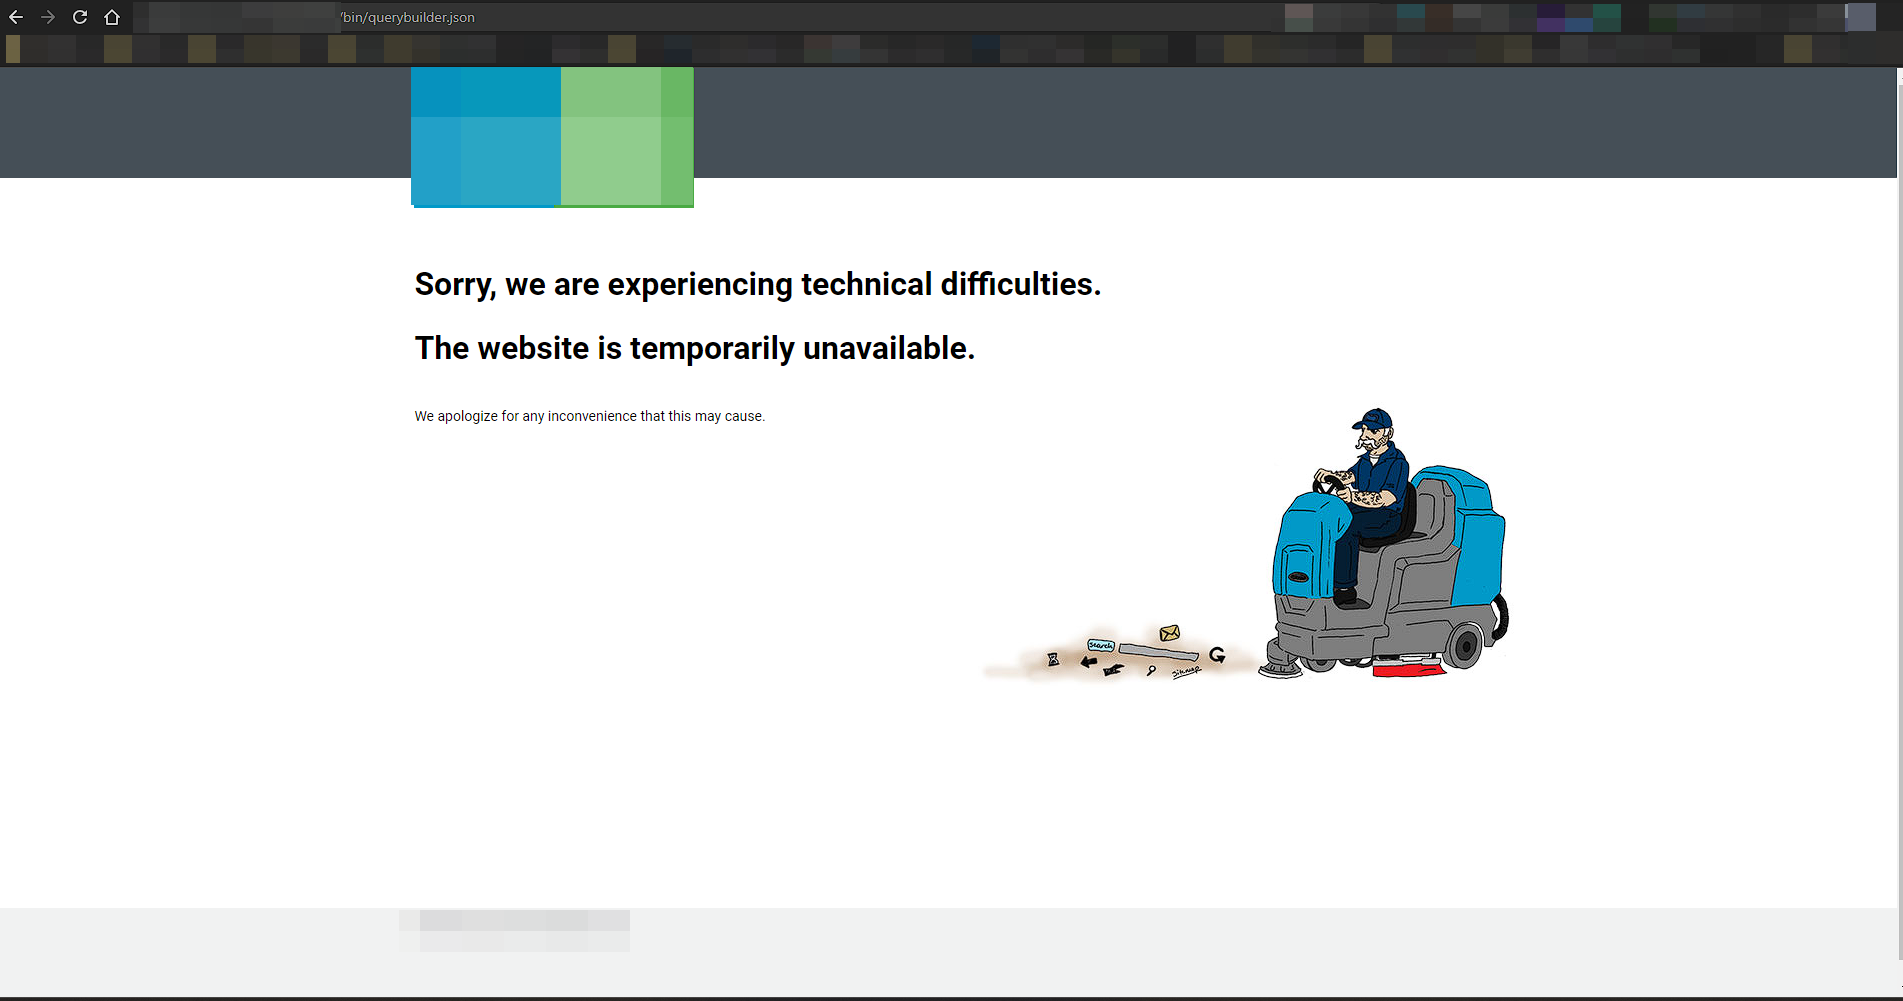 /bin/querybuilder.json
Sorry, we are experiencing technical difficulties.
The website is temporarily unavailable.
We apologize for any inconvenience that this may cause.
search
sitemap